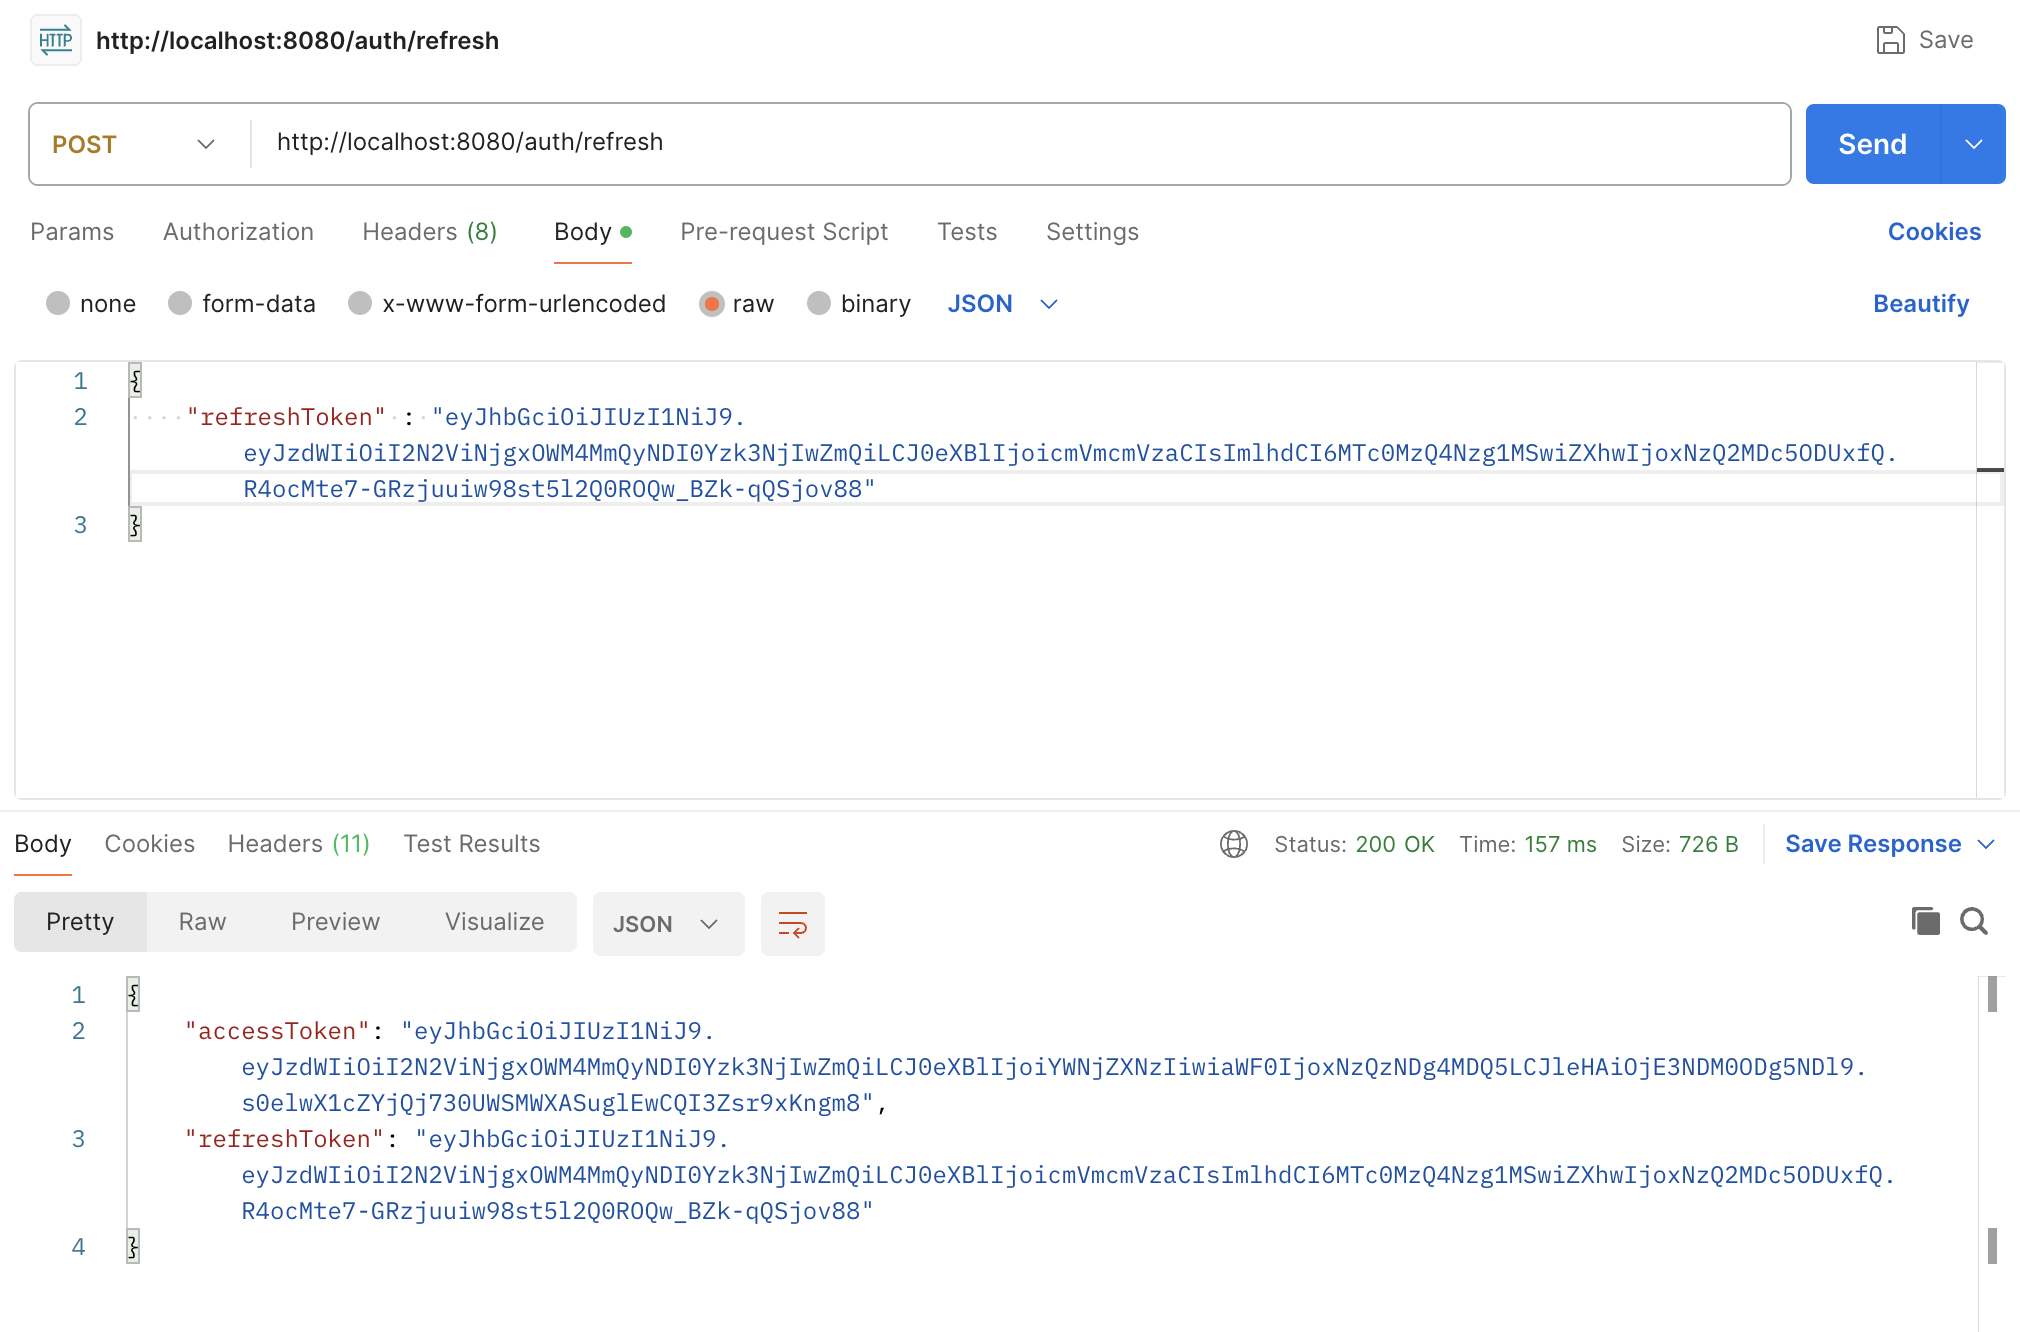 HTTP http://localhost:8080/auth/refresh Save
POST http://localhost:8080/auth/refresh Send
Params Authorization Headers (8) Body Pre-request Script Tests Settings Cookies
none form-data x-www-form-urlencoded raw binary JSON Beautify
1 {
2 "refreshToken" : "eyJhbGciOiJIUzI1NiJ9.
eyJzdWIiOiI2N2ViNjgxOWM4MmQyNDI0Yzk3NjIwZmQiLCJ0eXBlIjoicmVmcmVzaCIsImlhdCI6MTc0MzQ4Nzg1MSwiZXhwIjoxNzQ2MDc5ODUxfQ.
R4ocMte7-GRzjuuiw98st5l2Q0ROQw_BZk-qQSjov88"
3 }
Body Cookies Headers (11) Test Results Status: 200 OK Time: 157 ms Size: 726 B Save Response
Pretty Raw Preview Visualize JSON
1 {
2 "accessToken": "eyJhbGciOiJIUzI1NiJ9.
eyJzdWIiOiI2N2ViNjgxOWM4MmQyNDI0Yzk3NjIwZmQiLCJ0eXBlIjoiYWNjZXNzIiwiaWF0IjoxNzQzNDg4MDQ5LCJleHAiOjE3NDM0ODg5NDl9.
s0elwX1cZYjQj730UWSMWXASuglEwCQI3Zsr9xKngm8",
3 "refreshToken": "eyJhbGciOiJIUzI1NiJ9.
eyJzdWIiOiI2N2ViNjgxOWM4MmQyNDI0Yzk3NjIwZmQiLCJ0eXBlIjoicmVmcmVzaCIsImlhdCI6MTc0MzQ4Nzg1MSwiZXhwIjoxNzQ2MDc5ODUxfQ.
R4ocMte7-GRzjuuiw98st5l2Q0ROQw_BZk-qQSjov88"
4 }